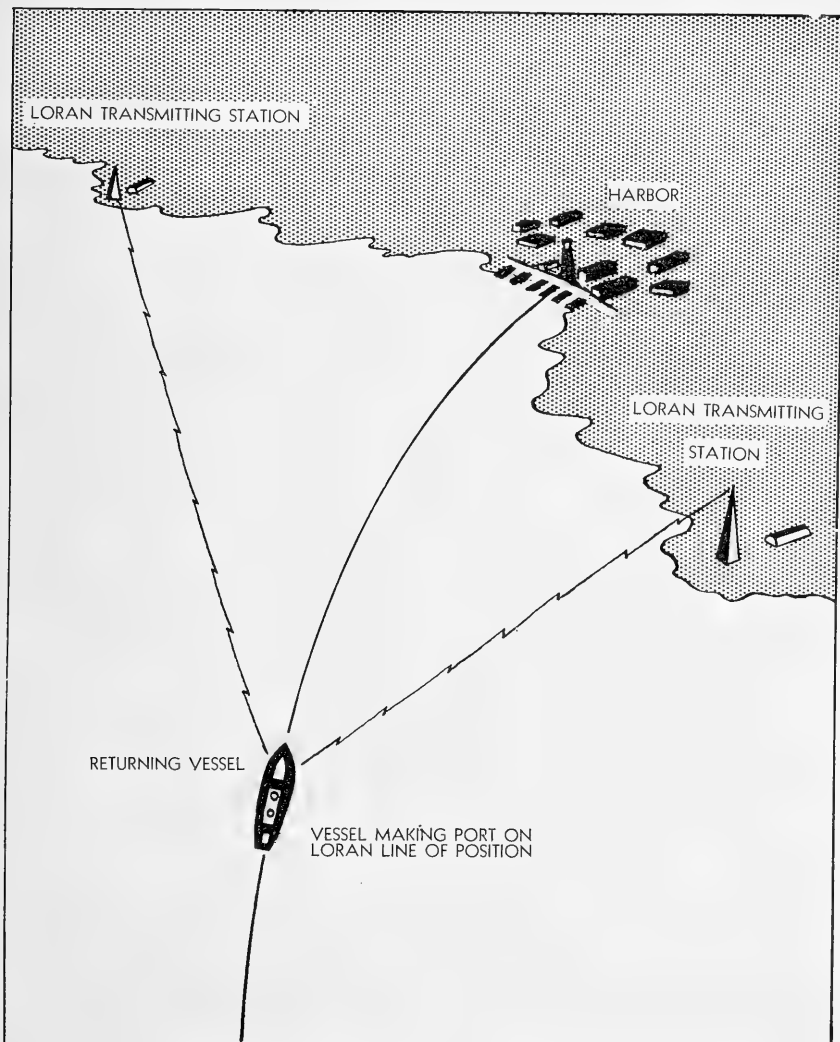 LORAN TRANSMITTING STATION
HARBOR
LORAN TRANSMITTING
STATION
RETURNING VESSEL
VESSEL MAKING PORT ON
LORAN LINE OF POSITION